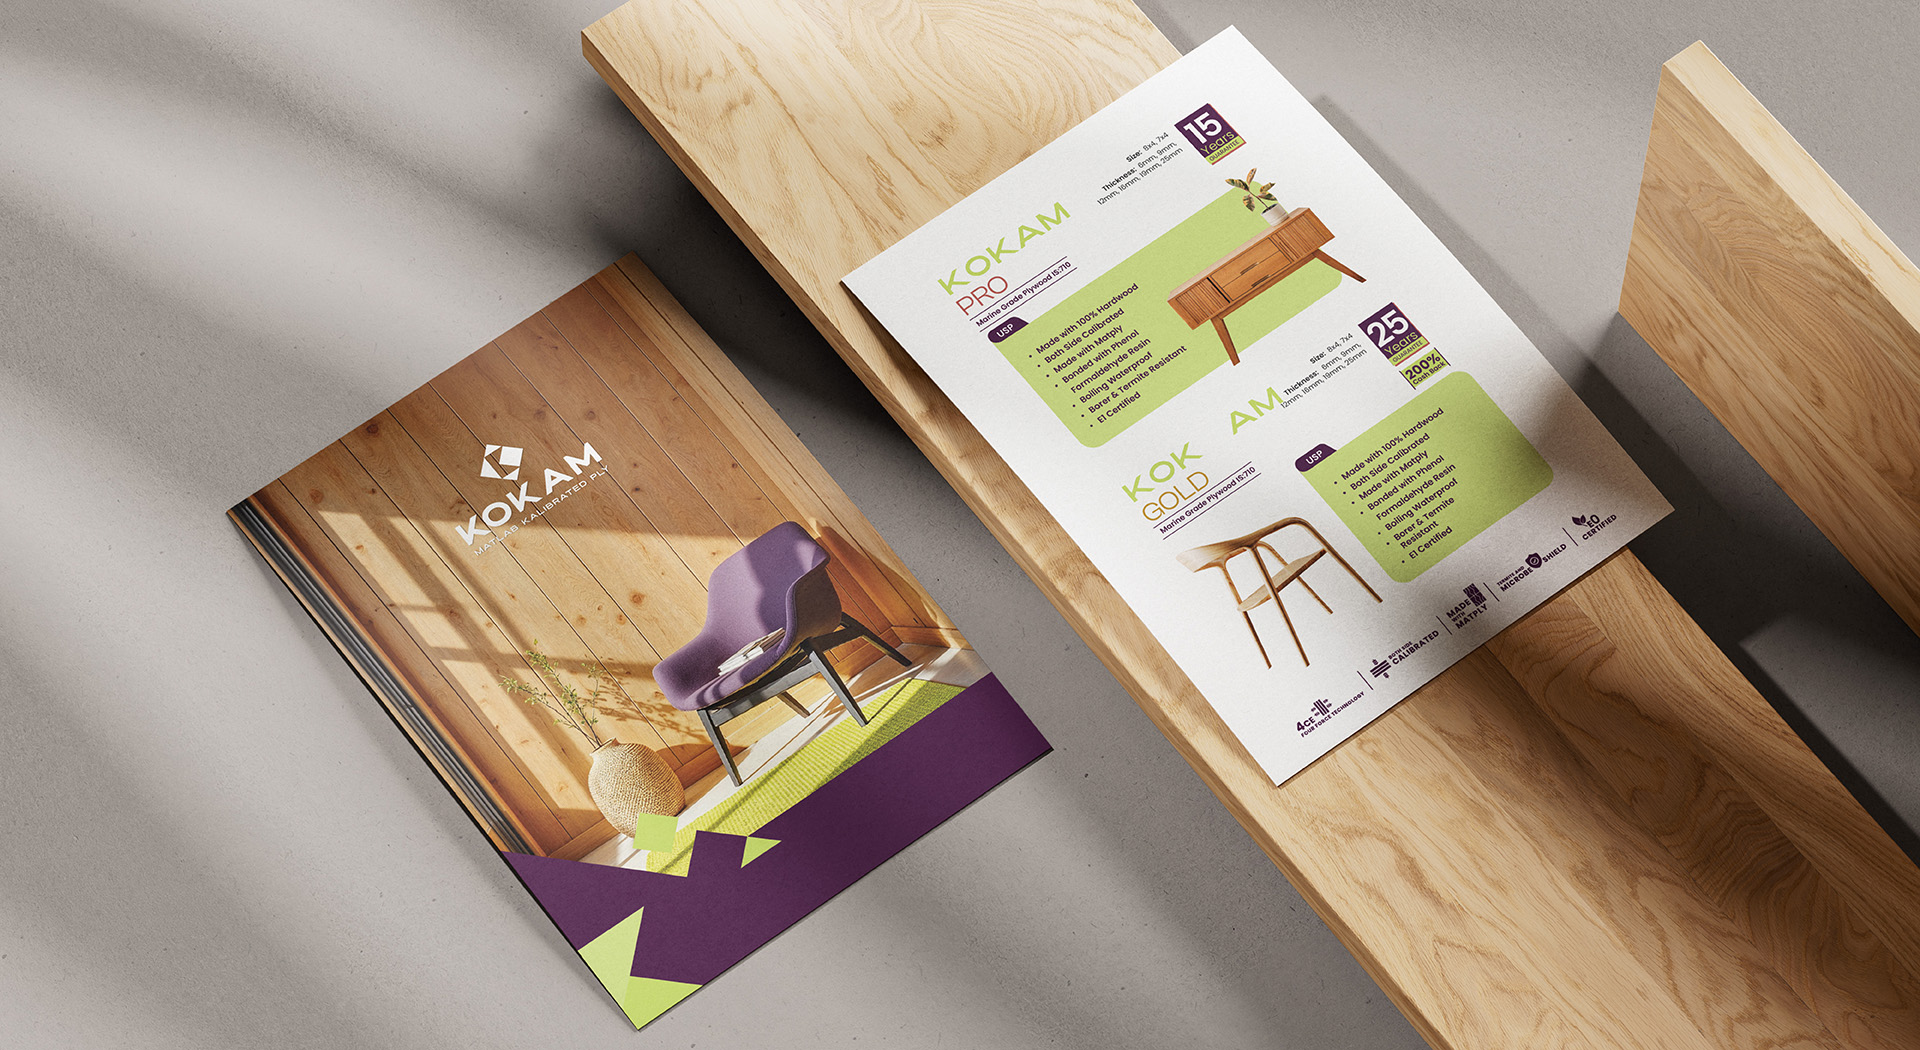 KOKAM
MATLAB KALIBRATED PLY
15
Years
GUARANTEE
Size: 8x4, 7x4
Thickness: 6mm, 9mm,
12mm, 16mm, 19mm, 25mm
KOKAM
PRO
Marine Grade Plywood IS:710
USP
• Made with 100% Hardwood
• Both Side Calibrated
• Made with Matply
• Bonded with Phenol
Formaldehyde Resin
• Boiling Waterproof
• Borer & Termite Resistant
• E1 Certified
25
Years
GUARANTEE
200%
Cash Back
Size: 8x4, 7x4
Thickness: 6mm, 9mm,
12mm, 16mm, 19mm, 25mm
KOK AM
GOLD
Marine Grade Plywood IS:710
USP
• Made with 100% Hardwood
• Both Side Calibrated
• Made with Matply
• Bonded with Phenol
Formaldehyde Resin
• Boiling Waterproof
• Borer & Termite
Resistant
• E1 Certified
4CE
FOUR FORCE TECHNOLOGY
BOTH SIDE
CALIBRATED
MADE
WITH
MATPLY
TERMITE AND
MICROBE SHIELD
E0
CERTIFIED